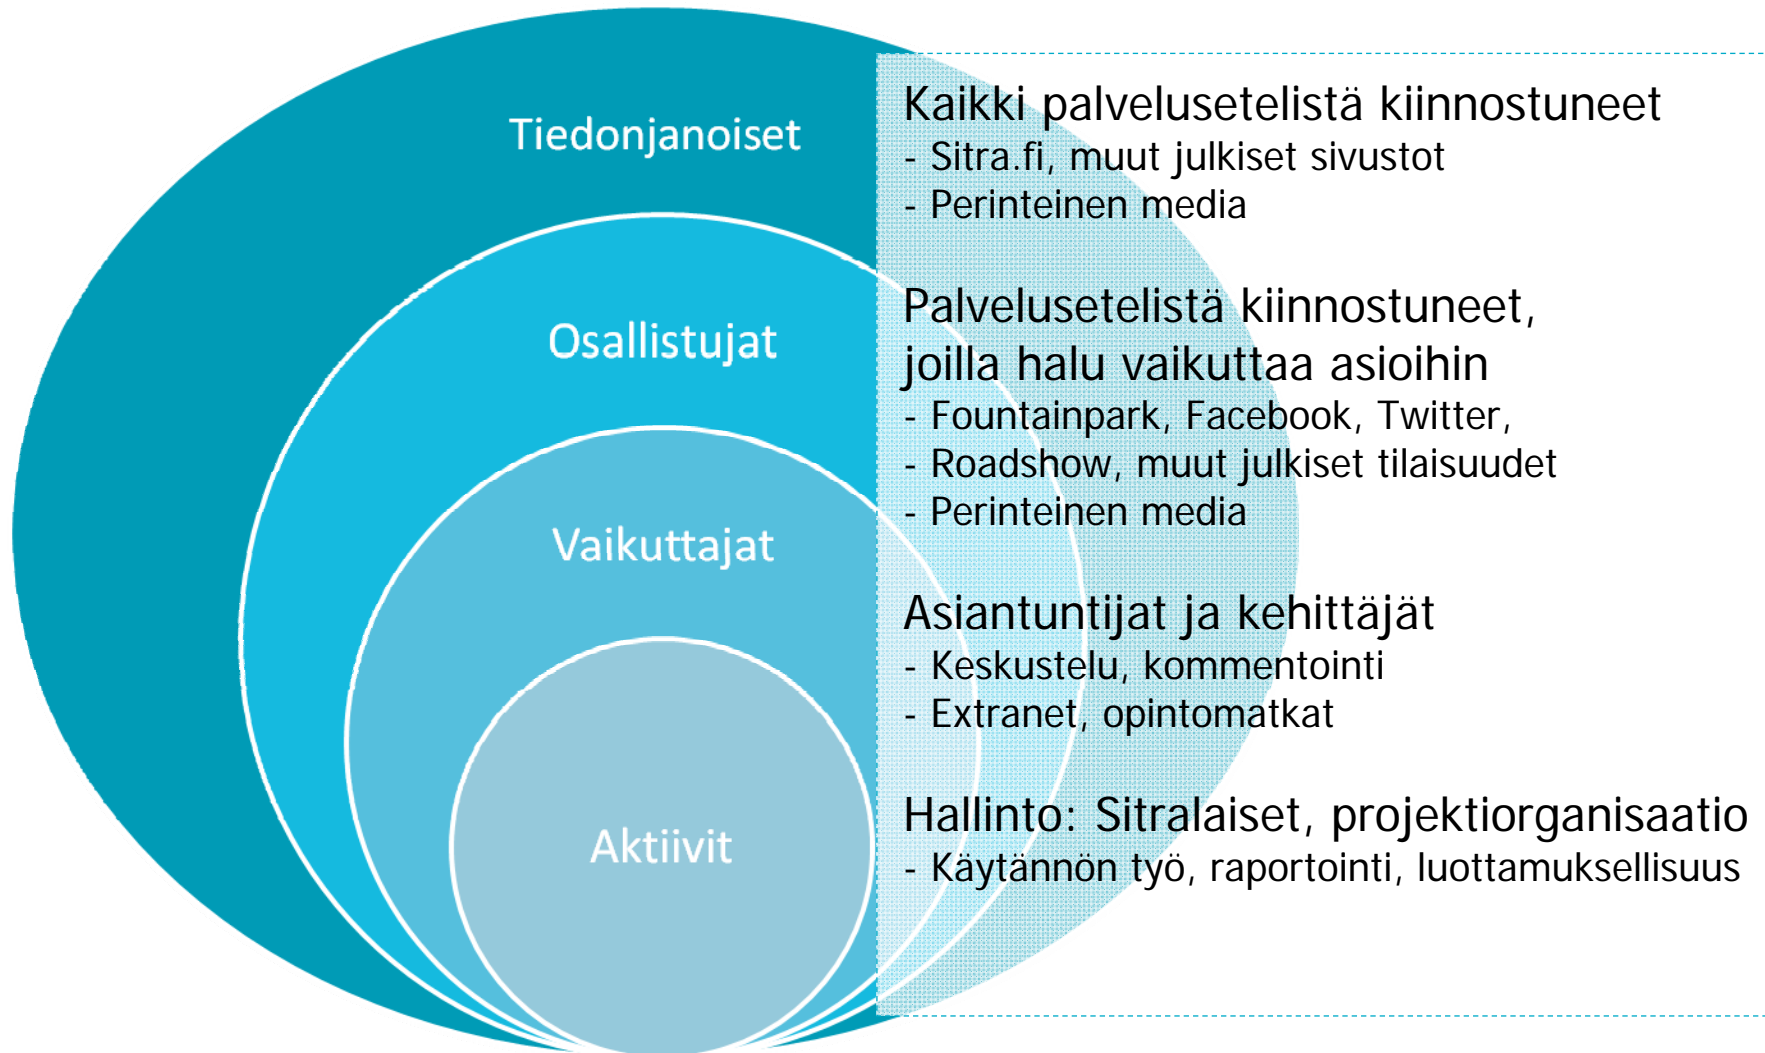 Tiedonjanoiset
Kaikki palvelusetelistä kiinnostuneet
- Sitra.fi, muut julkiset sivustot
- Perinteinen media
Osallistujat
Palvelusetelistä kiinnostuneet,
joilla halu vaikuttaa asioihin
- Fountainpark, Facebook, Twitter,
- Roadshow, muut julkiset tilaisuudet
- Perinteinen media
Vaikuttajat
Asiantuntijat ja kehittäjät
- Keskustelu, kommentointi
- Extranet, opintomatkat
Aktiivit
Hallinto: Sitralaiset, projektiorganisaatio
- Käytännön työ, raportointi, luottamuksellisuus